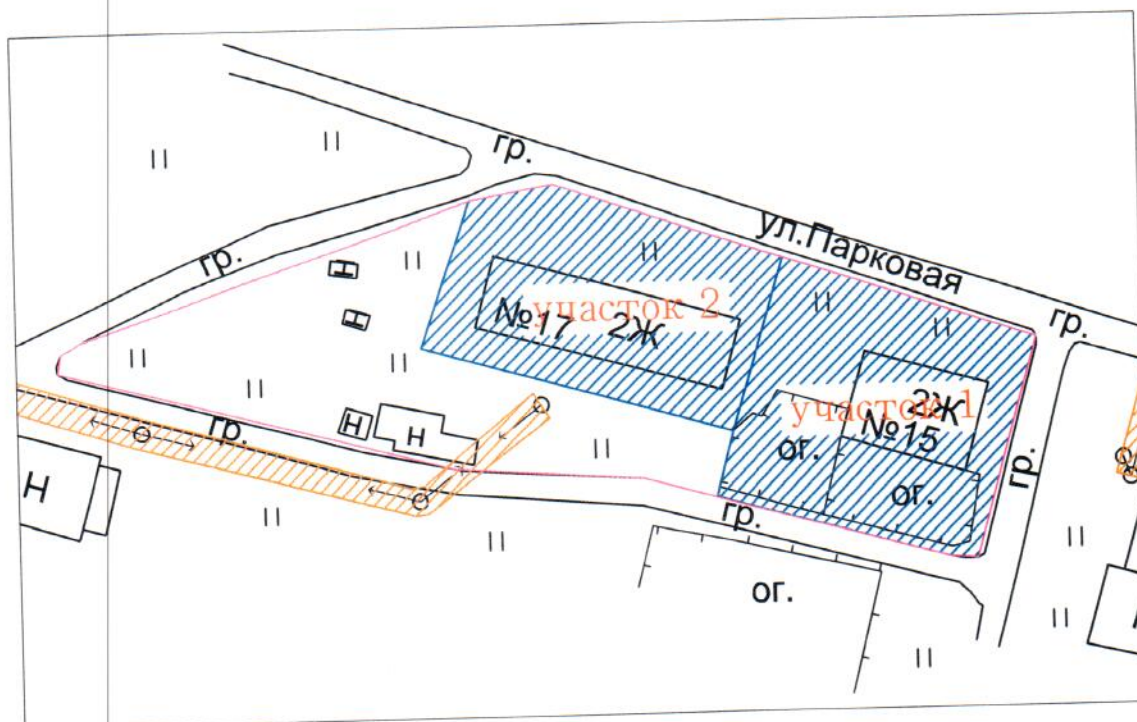 гр.
ул.Парковая
гр.
гр.
Н
Н
участок 2
№17 2Ж
участок 1
2Ж
№15
ог.
ог.
гр.
Н
Н
гр.
Н
гр.
ог.